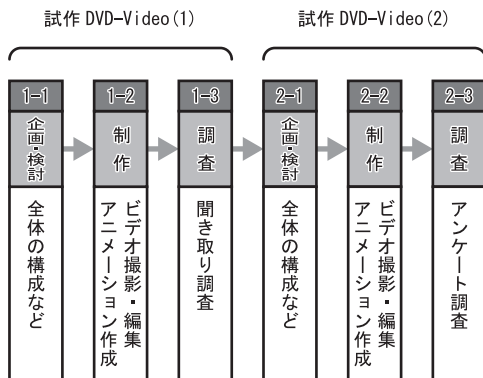 試作 DVD-Video(1)
試作 DVD-Video(2)
1-1
企画・検討
全体の構成など
1-2
制作
ビデオ撮影・編集
アニメーション作成
1-3
調査
聞き取り調査
2-1
企画・検討
全体の構成など
2-2
制作
ビデオ撮影・編集
アニメーション作成
2-3
調査
アンケート調査